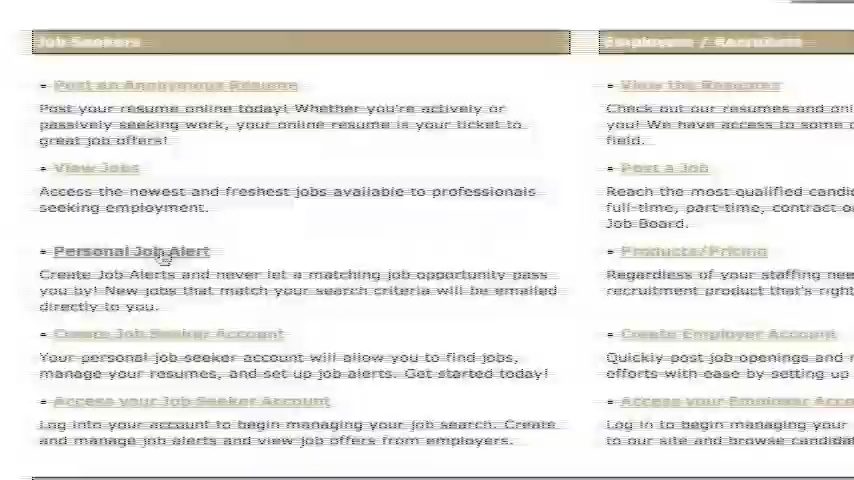 Job Seekers
• Post an Anonymous Resume
Post your resume online today! Whether you're actively or
passively seeking work, your online resume is your ticket to
great job offers!
• View Jobs
Access the newest and freshest jobs available to professionals
seeking employment.
• Personal Job Alert
Create Job Alerts and never let a matching job opportunity pass
you by! New jobs that match your search criteria will be emailed
directly to you.
• Create Job Seeker Account
Your personal job seeker account will allow you to find jobs,
manage your resumes, and set up job alerts. Get started today!
• Access your Job Seeker Account
Log into your account to begin managing your job search. Create
and manage job alerts and view job offers from employers.
Employers / Recruiters
• View the Resumes
Check out our resumes and onl
you! We have access to some o
field.
• Post a Job
Reach the most qualified candid
full-time, part-time, contract o
Job Board.
• Products/Pricing
Regardless of your staffing nee
recruitment product that's right
• Create Employer Account
Quickly post job openings and
efforts with ease by setting up
• Access your Employer Acco
Log in to begin managing your
to our site and browse candidat